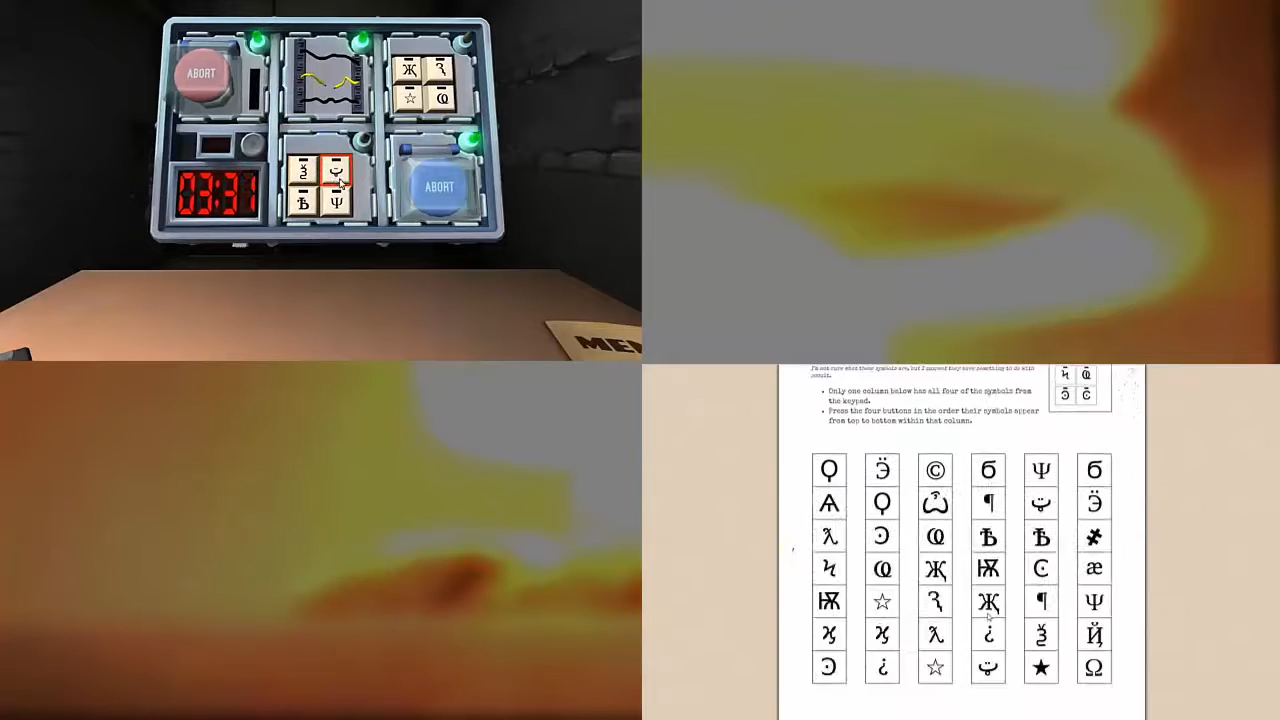 ABORT
Ж Ԇ
☆ Ҩ
03:31
Ѯ ټ
Ѣ Ψ
ABORT
I'm not sure what these symbols are, but I suspect they have something to do with
occult.
• Only one column below has all four of the symbols from
the keypad.
• Press the four buttons in the order their symbols appear
from top to bottom within that column.
Ϟ Ҩ
Ͽ Ͼ
Ϙ Ӭ © б Ψ б
Ѧ Ϙ Ѽ ¶ ټ Ӭ
ƛ Ͽ Ҩ Ѣ Ѣ ҂
Ϟ Ҩ Җ Ѭ Ͼ æ
Ѭ ☆ Ԇ Җ ¶ Ψ
ϗ ϗ ƛ ¿ Ѯ Ҋ
Ͽ ¿ ☆ ټ ★ Ω